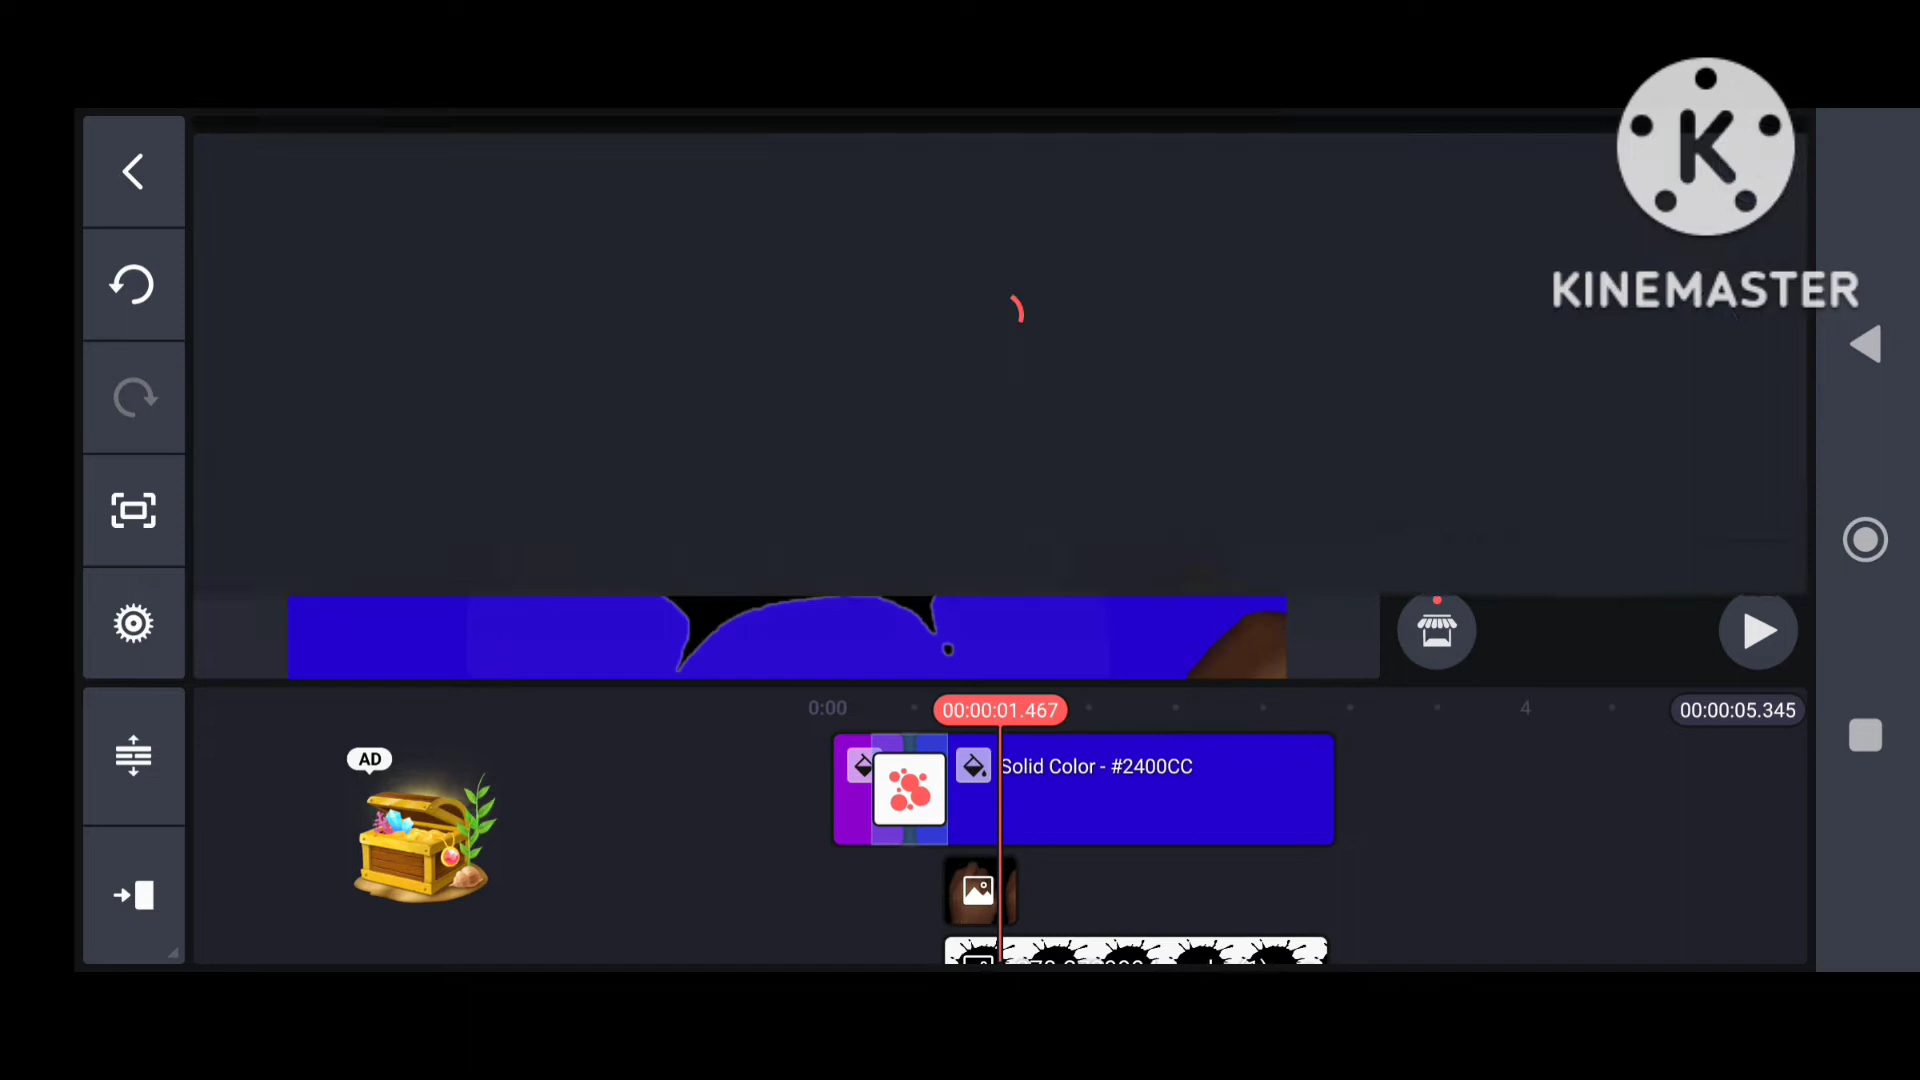 K
KINEMASTER
0:00
00:00:01.467
4
00:00:05.345
AD
Solid Color - #2400CC